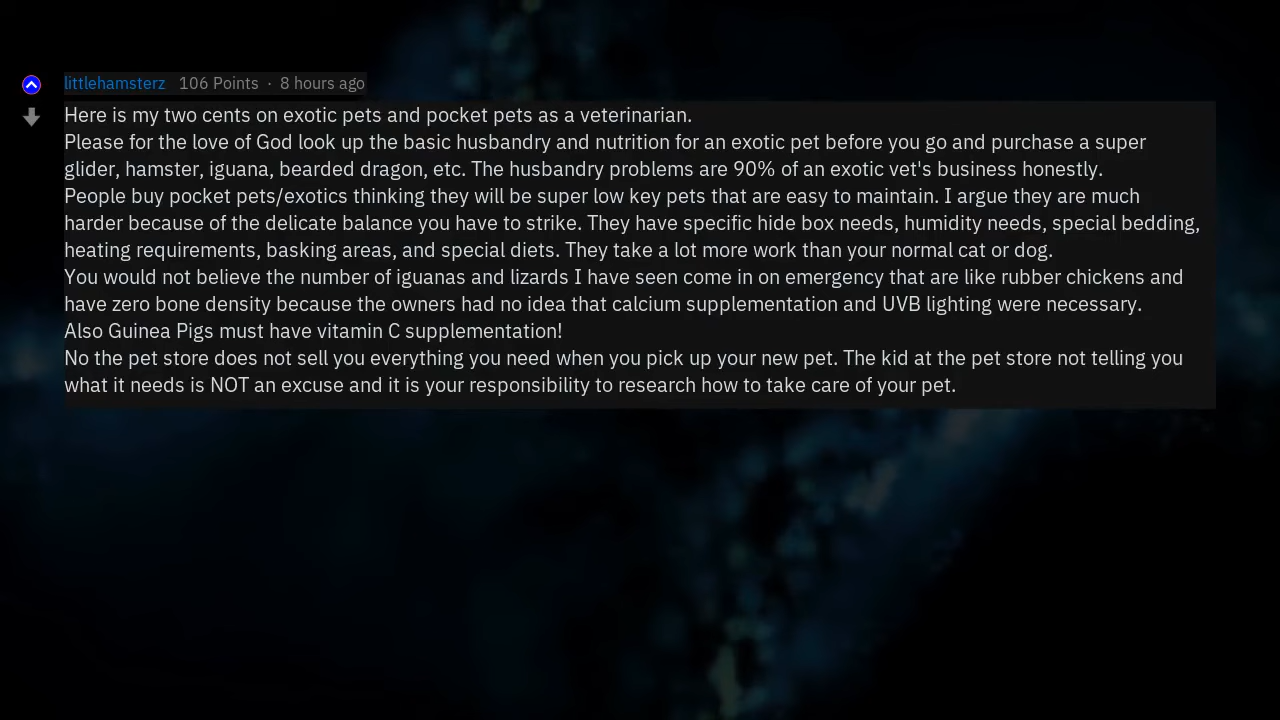 littlehamsterz 106 Points · 8 hours ago
Here is my two cents on exotic pets and pocket pets as a veterinarian.
Please for the love of God look up the basic husbandry and nutrition for an exotic pet before you go and purchase a super
glider, hamster, iguana, bearded dragon, etc. The husbandry problems are 90% of an exotic vet's business honestly.
People buy pocket pets/exotics thinking they will be super low key pets that are easy to maintain. I argue they are much
harder because of the delicate balance you have to strike. They have specific hide box needs, humidity needs, special bedding,
heating requirements, basking areas, and special diets. They take a lot more work than your normal cat or dog.
You would not believe the number of iguanas and lizards I have seen come in on emergency that are like rubber chickens and
have zero bone density because the owners had no idea that calcium supplementation and UVB lighting were necessary.
Also Guinea Pigs must have vitamin C supplementation!
No the pet store does not sell you everything you need when you pick up your new pet. The kid at the pet store not telling you
what it needs is NOT an excuse and it is your responsibility to research how to take care of your pet.